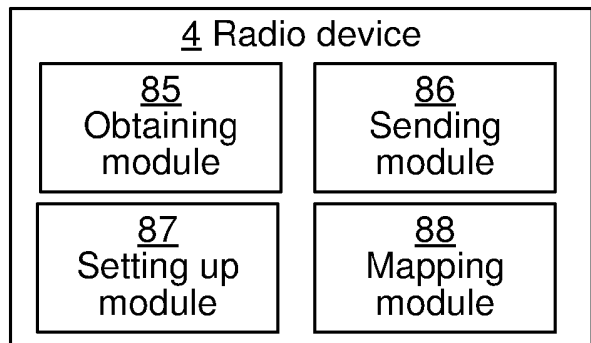 4 Radio device
85
Obtaining
module
86
Sending
module
87
Setting up
module
88
Mapping
module